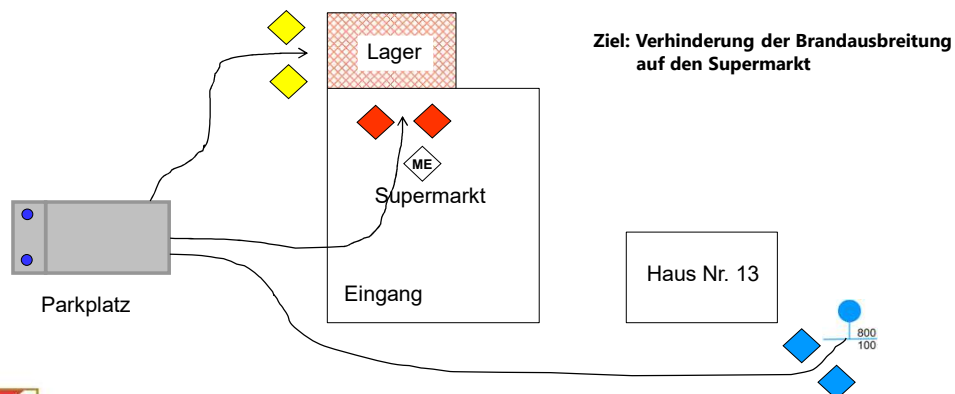 Lager
Ziel: Verhinderung der Brandausbreitung
auf den Supermarkt
ME
Supermarkt
Haus Nr. 13
Parkplatz
Eingang
800
100